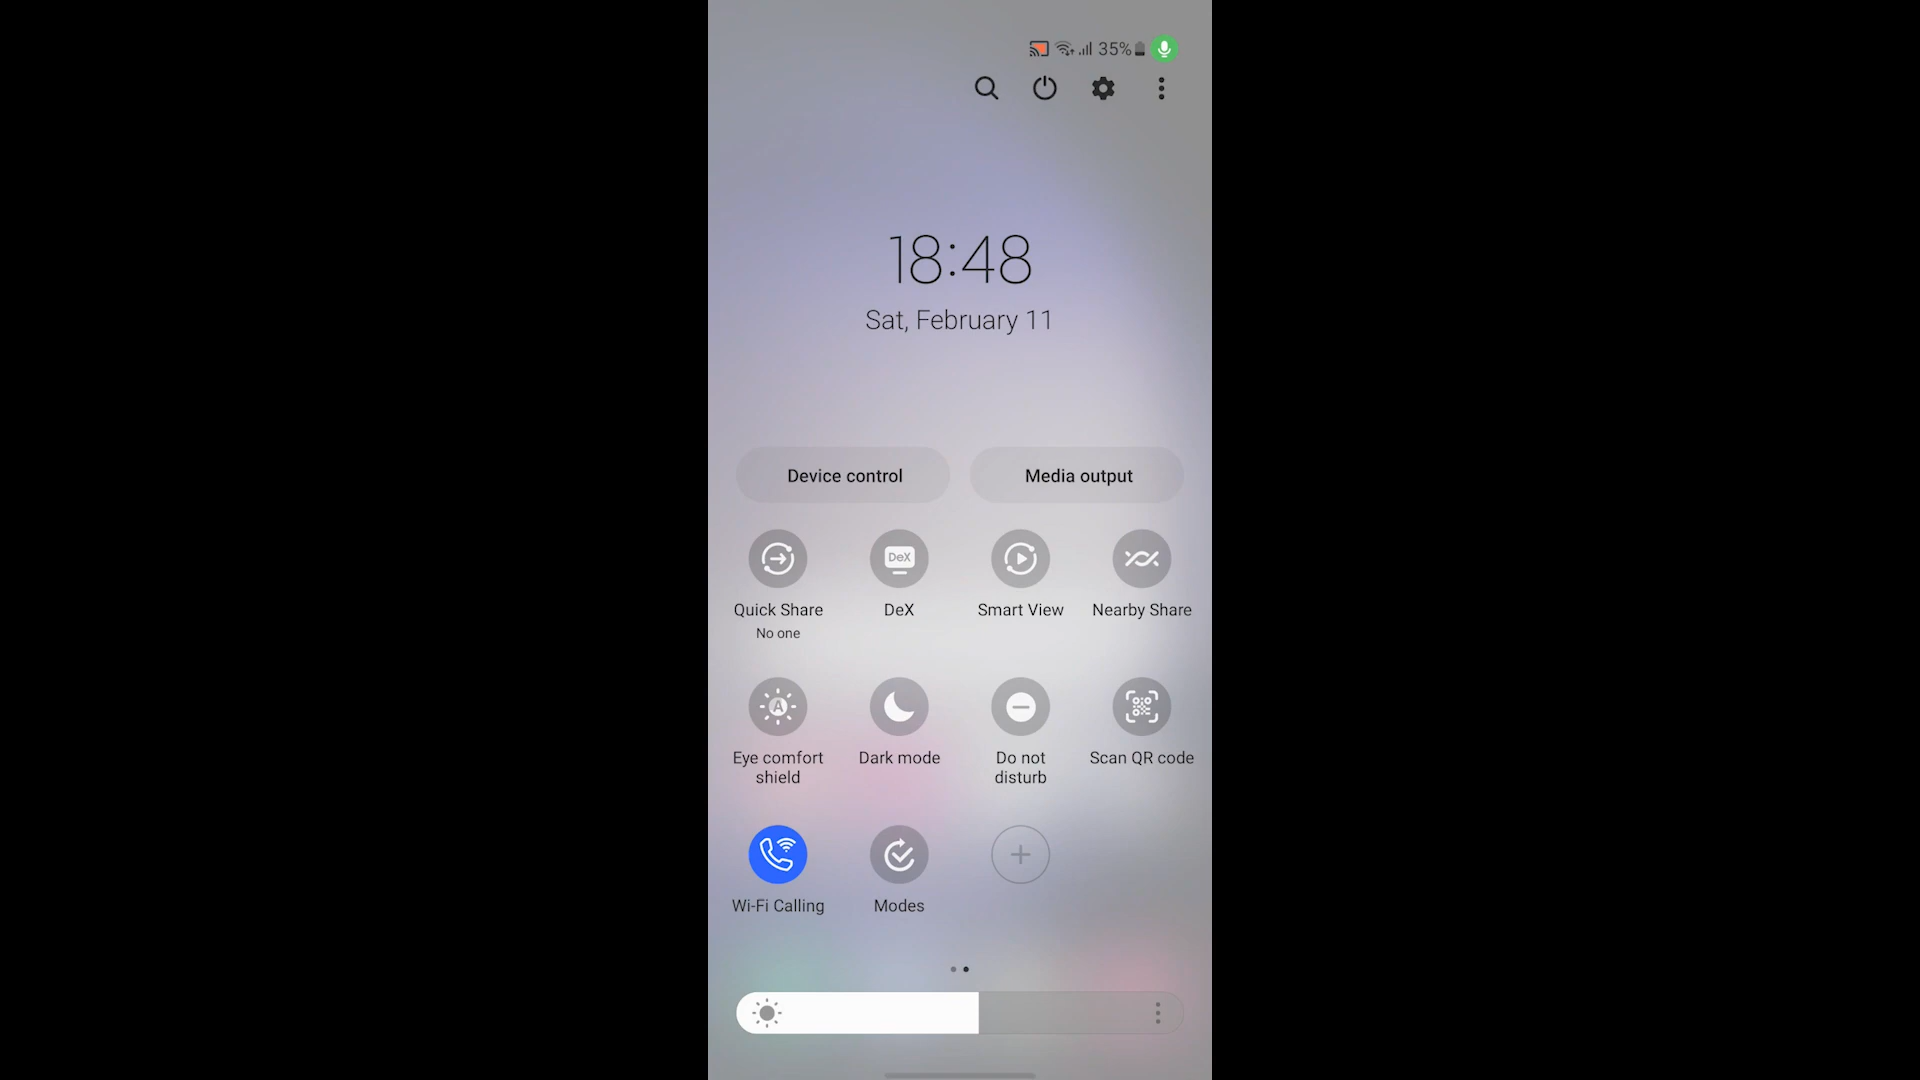 35%
18:48
Sat, February 11
Device control
Media output
DeX
Quick Share
No one
DeX
Smart View
Nearby Share
A
Eye comfort
shield
Dark mode
Do not
disturb
Scan QR code
Wi-Fi Calling
Modes